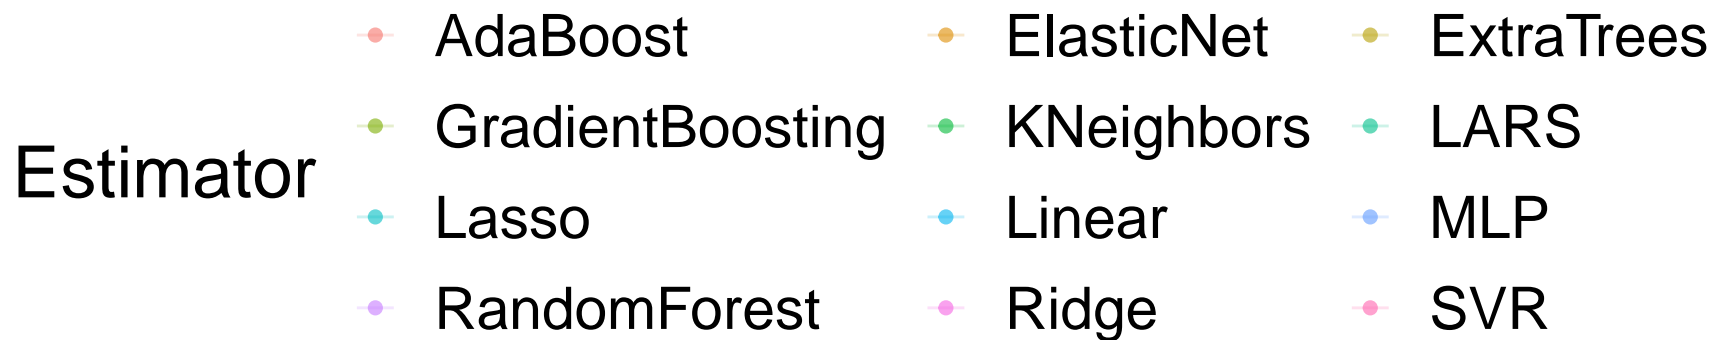 Estimator
AdaBoost ElasticNet ExtraTrees
GradientBoosting KNeighbors LARS
Lasso Linear MLP
RandomForest Ridge SVR